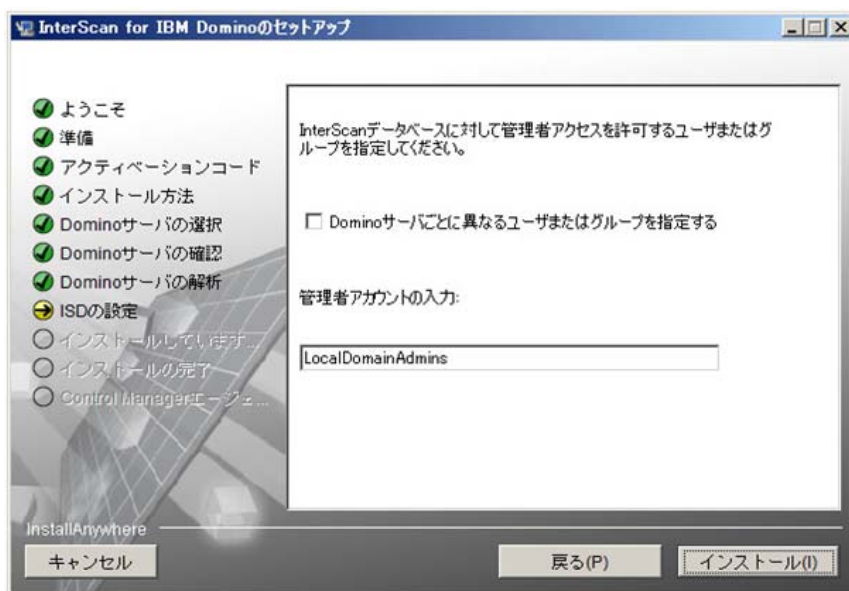 InterScan for IBM Dominoのセットアップ
ようこそ
準備
アクティベーションコード
インストール方法
Dominoサーバの選択
Dominoサーバの確認
Dominoサーバの解析
ISDの設定
インストールしています...
インストールの完了
Control Managerエージェ...
InterScanデータベースに対して管理者アクセスを許可するユーザまたはグ
ループを指定してください。
Dominoサーバごとに異なるユーザまたはグループを指定する
管理者アカウントの入力:
LocalDomainAdmins
InstallAnywhere
キャンセル
戻る(P)
インストール(I)